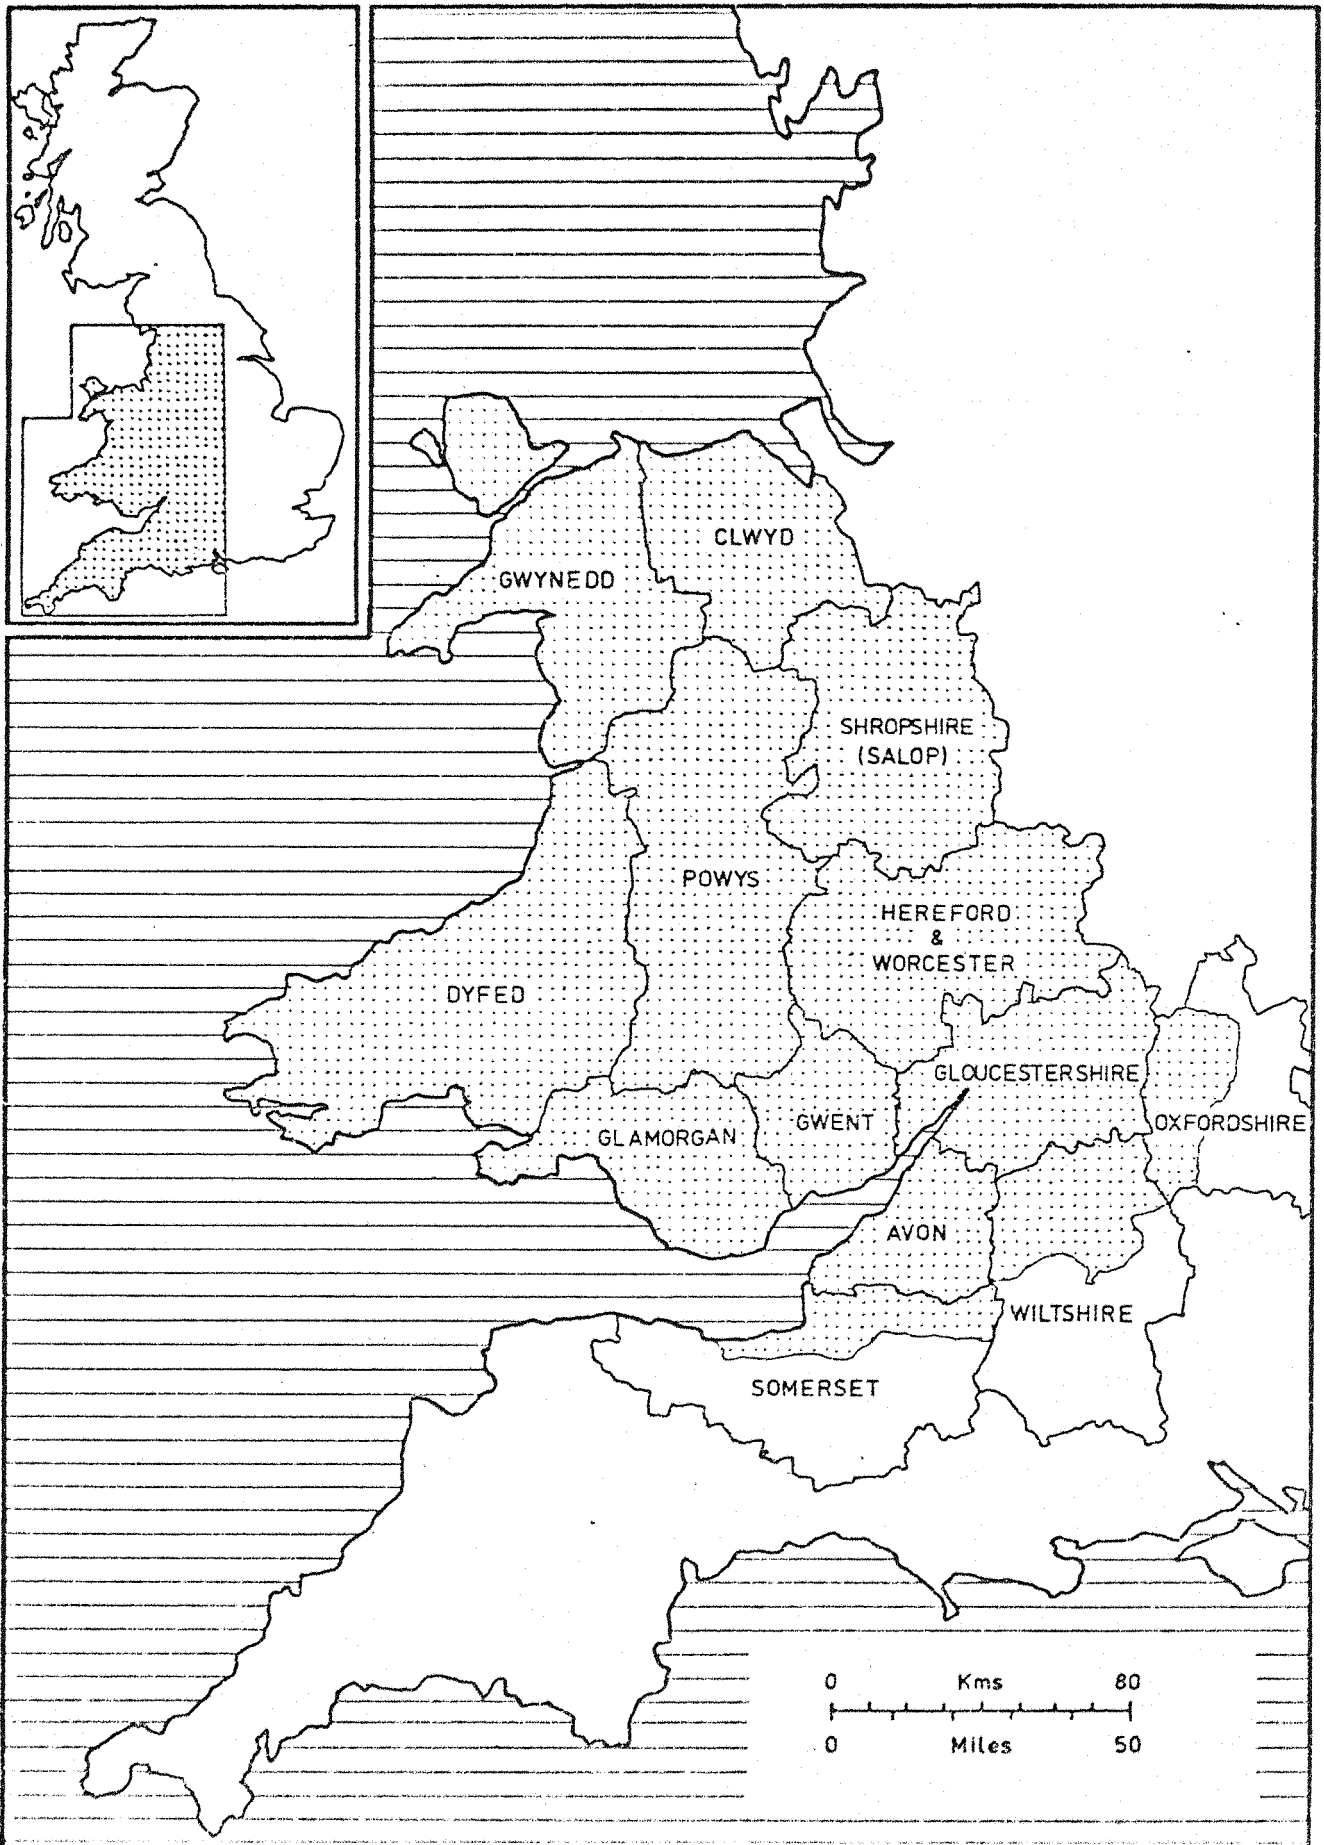 CLWYD
GWYNEDD
SHROPSHIRE
(SALOP)
POWYS
HEREFORD
&
WORCESTER
DYFED
GLOUCESTERSHIRE
GWENT
OXFORDSHIRE
GLAMORGAN
AVON
WILTSHIRE
SOMERSET
0 Kms 80
0 Miles 50